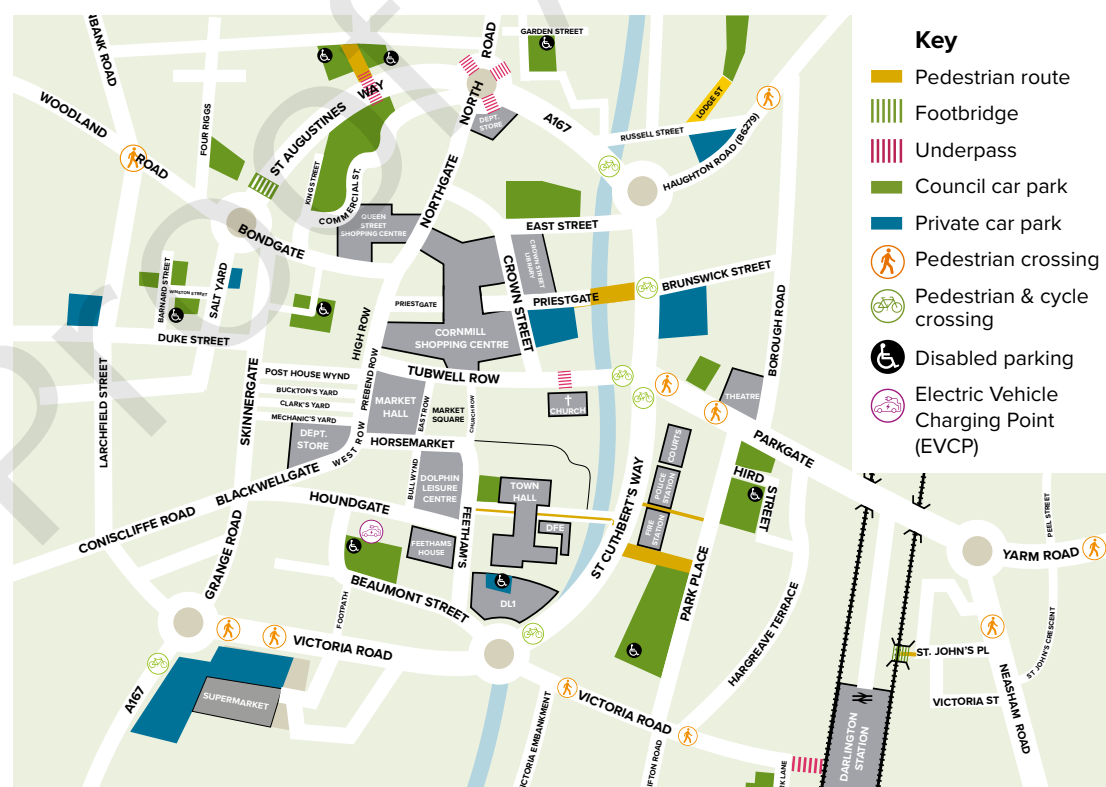 NBANK ROAD
WOODLAND
ROAD
FOUR RIGGS
ST AUGUSTINES
WAY
NORTH
ROAD
GARDEN STREET
DEPT.
STORE
A167
LODGE ST
RUSSELL STREET
HAUGHTON ROAD (B6279)
KING STREET
COMMERCIAL ST.
NORTHGATE
QUEEN
STREET
SHOPPING CENTRE
BONDGATE
EAST STREET
CROWN STREET
LIBRARY
CROWN STREET
PRIESTGATE
PRIESTGATE
BRUNSWICK STREET
BARNARD STREET
WINSTON STREET
SALT YARD
DUKE STREET
HIGH ROW
CORNMILL
SHOPPING CENTRE
BOROUGH ROAD
LARCHFIELD STREET
SKINNERGATE
POST HOUSE WYND
BUCKTON'S YARD
CLARK'S YARD
MECHANIC'S YARD
PREBEND ROW
TUBWELL ROW
MARKET
HALL
EAST ROW
MARKET
SQUARE
CHURCH ROW
CHURCH
THEATRE
DEPT.
STORE
WEST ROW
HORSEMARKET
PARKGATE
COURTS
POLICE
STATION
FIRE
STATION
HIRD
STREET
BLACKWELLGATE
CONISCLIFFE ROAD
HOUNDGATE
BULL WYND
DOLPHIN
LEISURE
CENTRE
TOWN
HALL
DFE
FEETHAM'S
FEETHAMS
HOUSE
ST CUTHBERT'S WAY
GRANGE ROAD
BEAUMONT STREET
FOOTPATH
DL1
PARK PLACE
HARGREAVE TERRACE
PEEL STREET
YARM ROAD
VICTORIA ROAD
A167
SUPERMARKET
ST. JOHN'S PL
ST JOHN'S CRESCENT
VICTORIA ST
NEASHAM ROAD
VICTORIA ROAD
ICTORIA EMBANKMENT
IFTON ROAD
K LANE
DARLINGTON
STATION
Key
Pedestrian route
Footbridge
Underpass
Council car park
Private car park
Pedestrian crossing
Pedestrian & cycle
crossing
Disabled parking
Electric Vehicle
Charging Point
(EVCP)